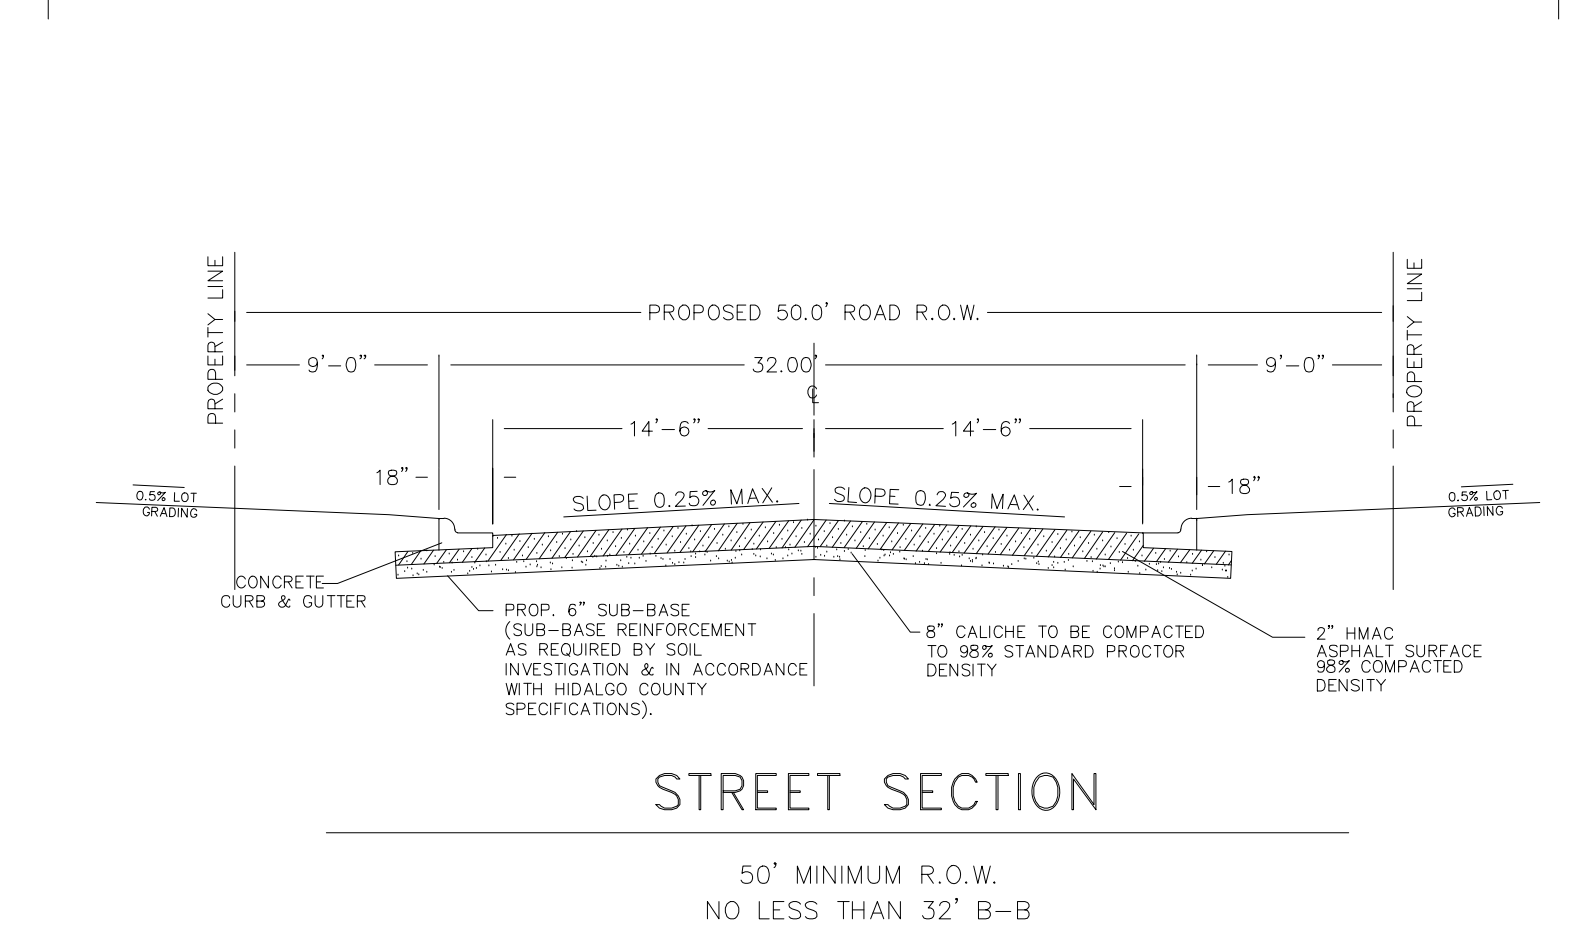 PROPERTY LINE
PROPERTY LINE
PROPOSED 50.0' ROAD R.O.W.
9'-0"
32.00'
9'-0"
℄
14'-6"
14'-6"
18"
18"
SLOPE 0.25% MAX.
SLOPE 0.25% MAX.
0.5% LOT
GRADING
0.5% LOT
GRADING
CONCRETE
CURB & GUTTER
PROP. 6" SUB-BASE
(SUB-BASE REINFORCEMENT
AS REQUIRED BY SOIL
INVESTIGATION & IN ACCORDANCE
WITH HIDALGO COUNTY
SPECIFICATIONS).
8" CALICHE TO BE COMPACTED
TO 98% STANDARD PROCTOR
DENSITY
2" HMAC
ASPHALT SURFACE
98% COMPACTED
DENSITY
STREET SECTION
50' MINIMUM R.O.W.
NO LESS THAN 32' B-B